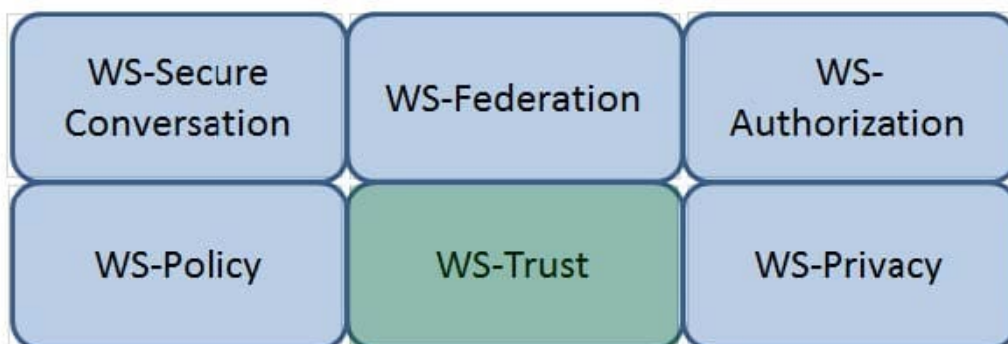 WS-Secure
Conversation
WS-Federation
WS-
Authorization
WS-Policy
WS-Trust
WS-Privacy